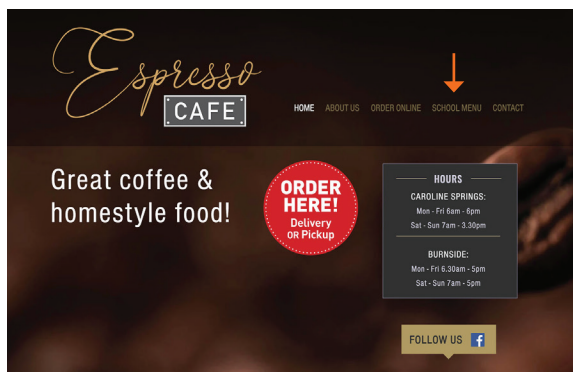 Espresso
CAFE
HOME ABOUT US ORDER ONLINE SCHOOL MENU CONTACT
Great coffee &
homestyle food!
ORDER
HERE!
Delivery
OR Pickup
HOURS
CAROLINE SPRINGS:
Mon - Fri 6am - 6pm
Sat - Sun 7am - 3.30pm
BURNSIDE:
Mon - Fri 6.30am - 5pm
Sat - Sun 7am - 5pm
FOLLOW US f